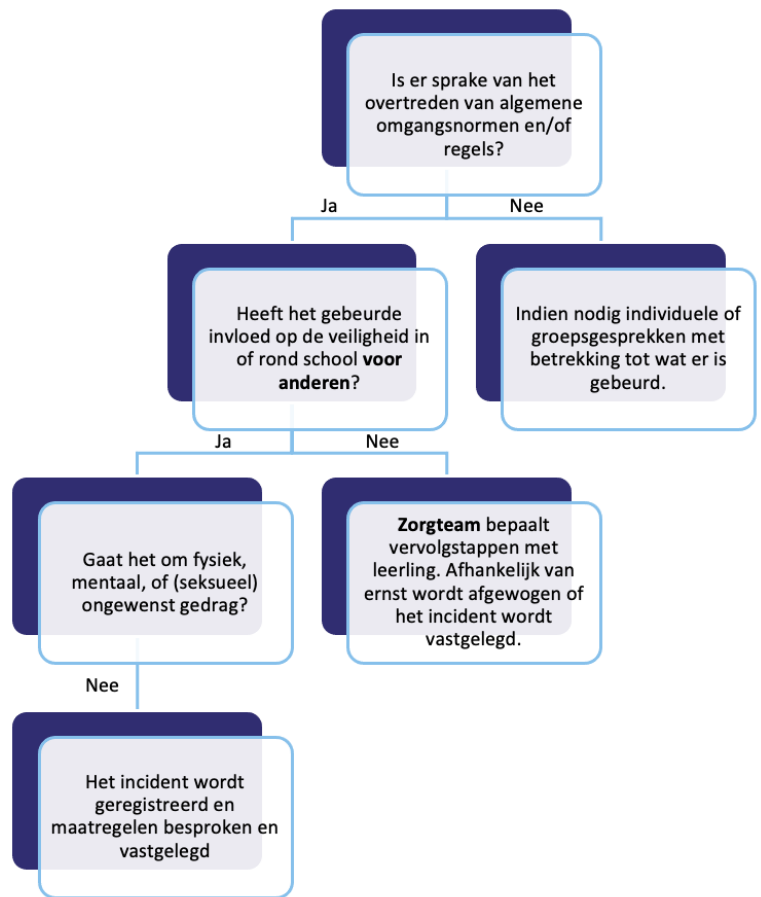 Is er sprake van het
overtreden van algemene
omgangsnormen en/of
regels?
Ja
Nee
Heeft het gebeurde
invloed op de veiligheid in
of rond school voor
anderen?
Indien nodig individuele of
groepsgesprekken met
betrekking tot wat er is
gebeurd.
Ja
Nee
Gaat het om fysiek,
mentaal, of (seksueel)
ongewenst gedrag?
Zorgteam bepaalt
vervolgstappen met
leerling. Afhankelijk van
ernst wordt afgewogen of
het incident wordt
vastgelegd.
Nee
Het incident wordt
geregistreerd en
maatregelen besproken en
vastgelegd